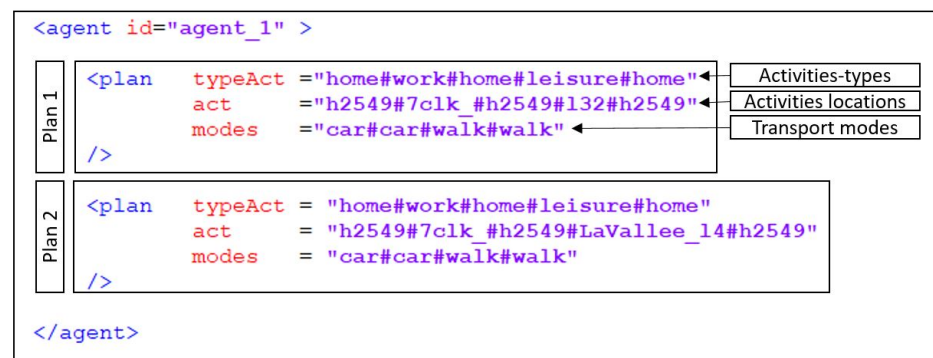 <agent id="agent_1" >
Plan 1
<plan typeAct ="home#work#home#leisure#home"
Activities-types
act ="h2549#7clk_#h2549#l32#h2549"
Activities locations
modes ="car#car#walk#walk"
Transport modes
/>
Plan 2
<plan typeAct = "home#work#home#leisure#home"
act = "h2549#7clk_#h2549#LaVallee_l4#h2549"
modes = "car#car#walk#walk"
/>
</agent>